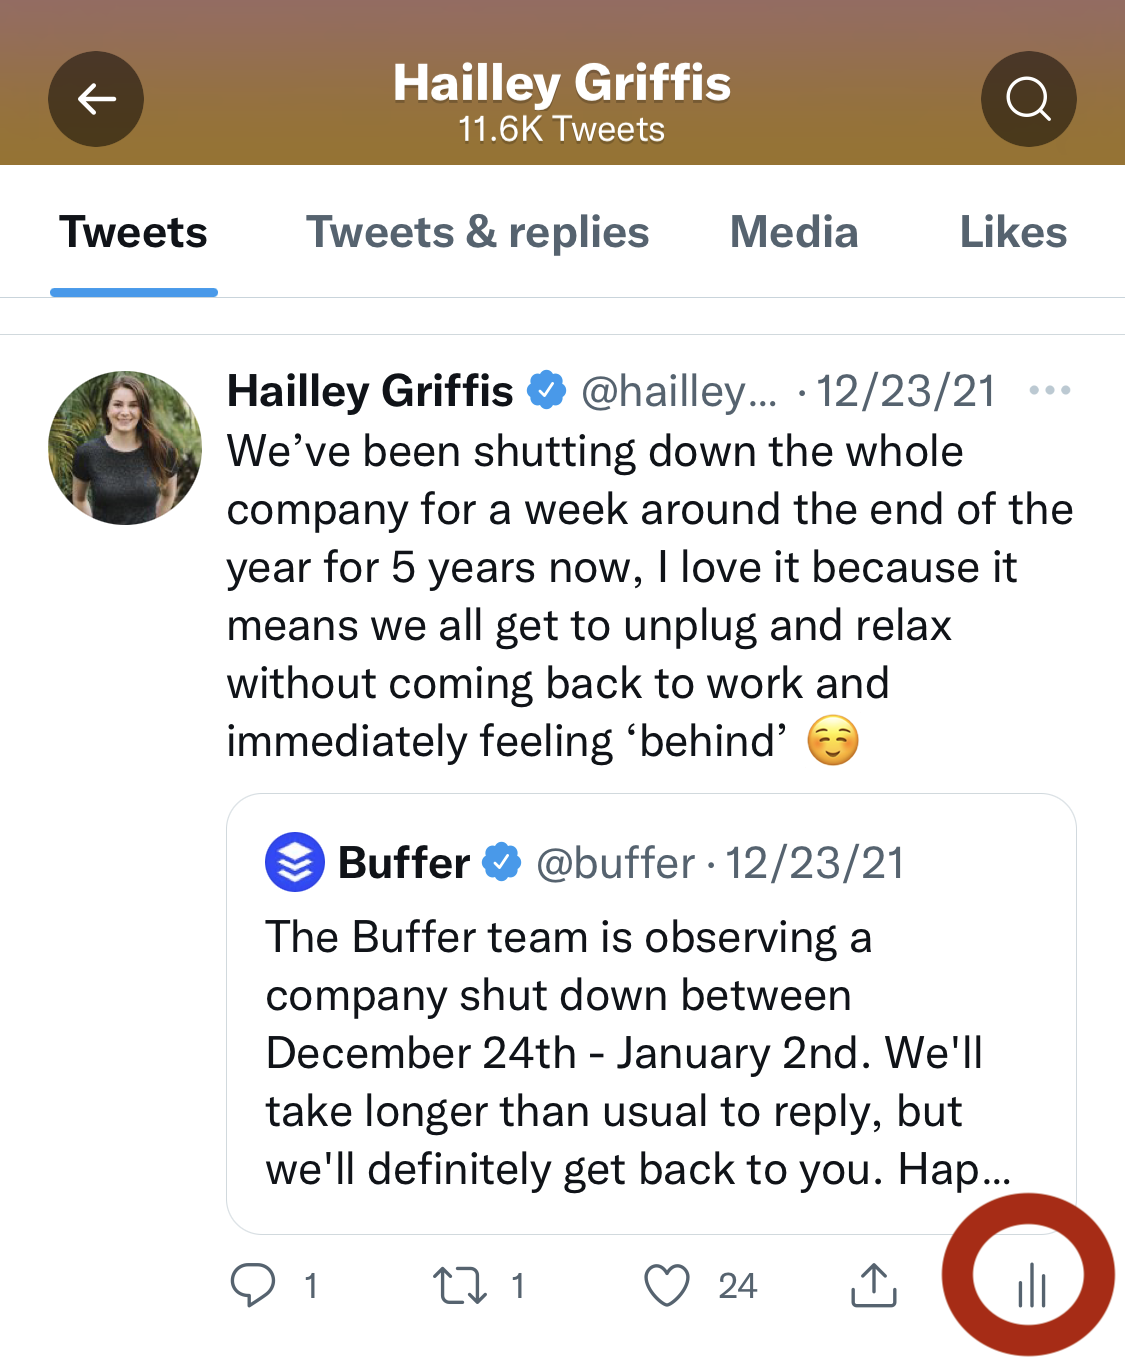 Hailley Griffis
11.6K Tweets
Tweets Tweets & replies Media Likes
Hailley Griffis @hailley... · 12/23/21
We’ve been shutting down the whole
company for a week around the end of the
year for 5 years now, I love it because it
means we all get to unplug and relax
without coming back to work and
immediately feeling ‘behind’ ☺️
Buffer @buffer · 12/23/21
The Buffer team is observing a
company shut down between
December 24th - January 2nd. We'll
take longer than usual to reply, but
we'll definitely get back to you. Hap...
1 1 24